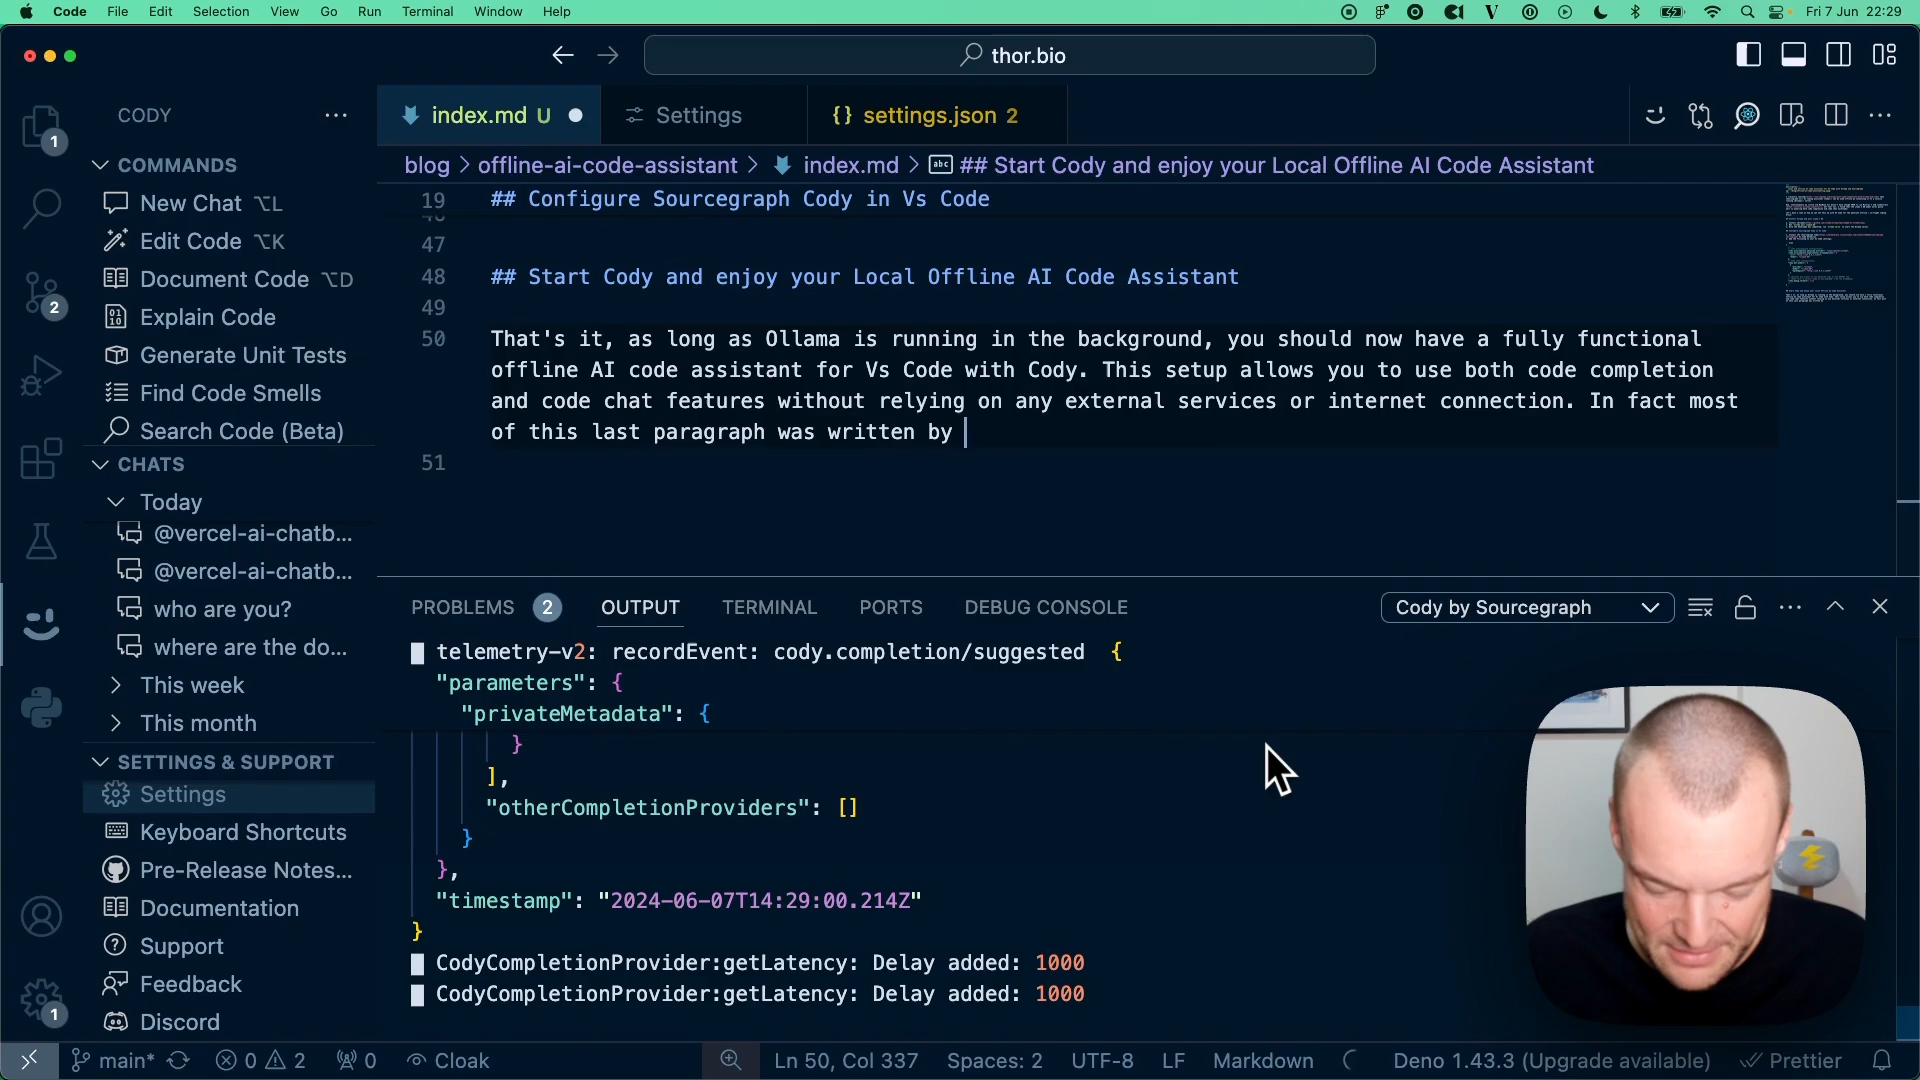 Code File Edit Selection View Go Run Terminal Window Help Fri 7 Jun 22:29
thor.bio
CODY
index.md U Settings {} settings.json 2
blog > offline-ai-code-assistant > index.md > abc ## Start Cody and enjoy your Local Offline AI Code Assistant
COMMANDS
New Chat ⌥L
Edit Code ⌥K
Document Code ⌥D
Explain Code
Generate Unit Tests
Find Code Smells
Search Code (Beta)
CHATS
Today
@vercel-ai-chatb...
@vercel-ai-chatb...
who are you?
where are the do...
This week
This month
SETTINGS & SUPPORT
Settings
Keyboard Shortcuts
Pre-Release Notes...
Documentation
Support
Feedback
Discord
1
2
1
19 ## Configure Sourcegraph Cody in Vs Code
47
48 ## Start Cody and enjoy your Local Offline AI Code Assistant
49
50 That's it, as long as Ollama is running in the background, you should now have a fully functional
offline AI code assistant for Vs Code with Cody. This setup allows you to use both code completion
and code chat features without relying on any external services or internet connection. In fact most
of this last paragraph was written by
51
PROBLEMS 2 OUTPUT TERMINAL PORTS DEBUG CONSOLE Cody by Sourcegraph
telemetry-v2: recordEvent: cody.completion/suggested {
"parameters": {
"privateMetadata": {
}
],
"otherCompletionProviders": []
}
},
"timestamp": "2024-06-07T14:29:00.214Z"
}
CodyCompletionProvider:getLatency: Delay added: 1000
CodyCompletionProvider:getLatency: Delay added: 1000
main* 0 2 0 Cloak Ln 50, Col 337 Spaces: 2 UTF-8 LF Markdown Deno 1.43.3 (Upgrade available) Prettier